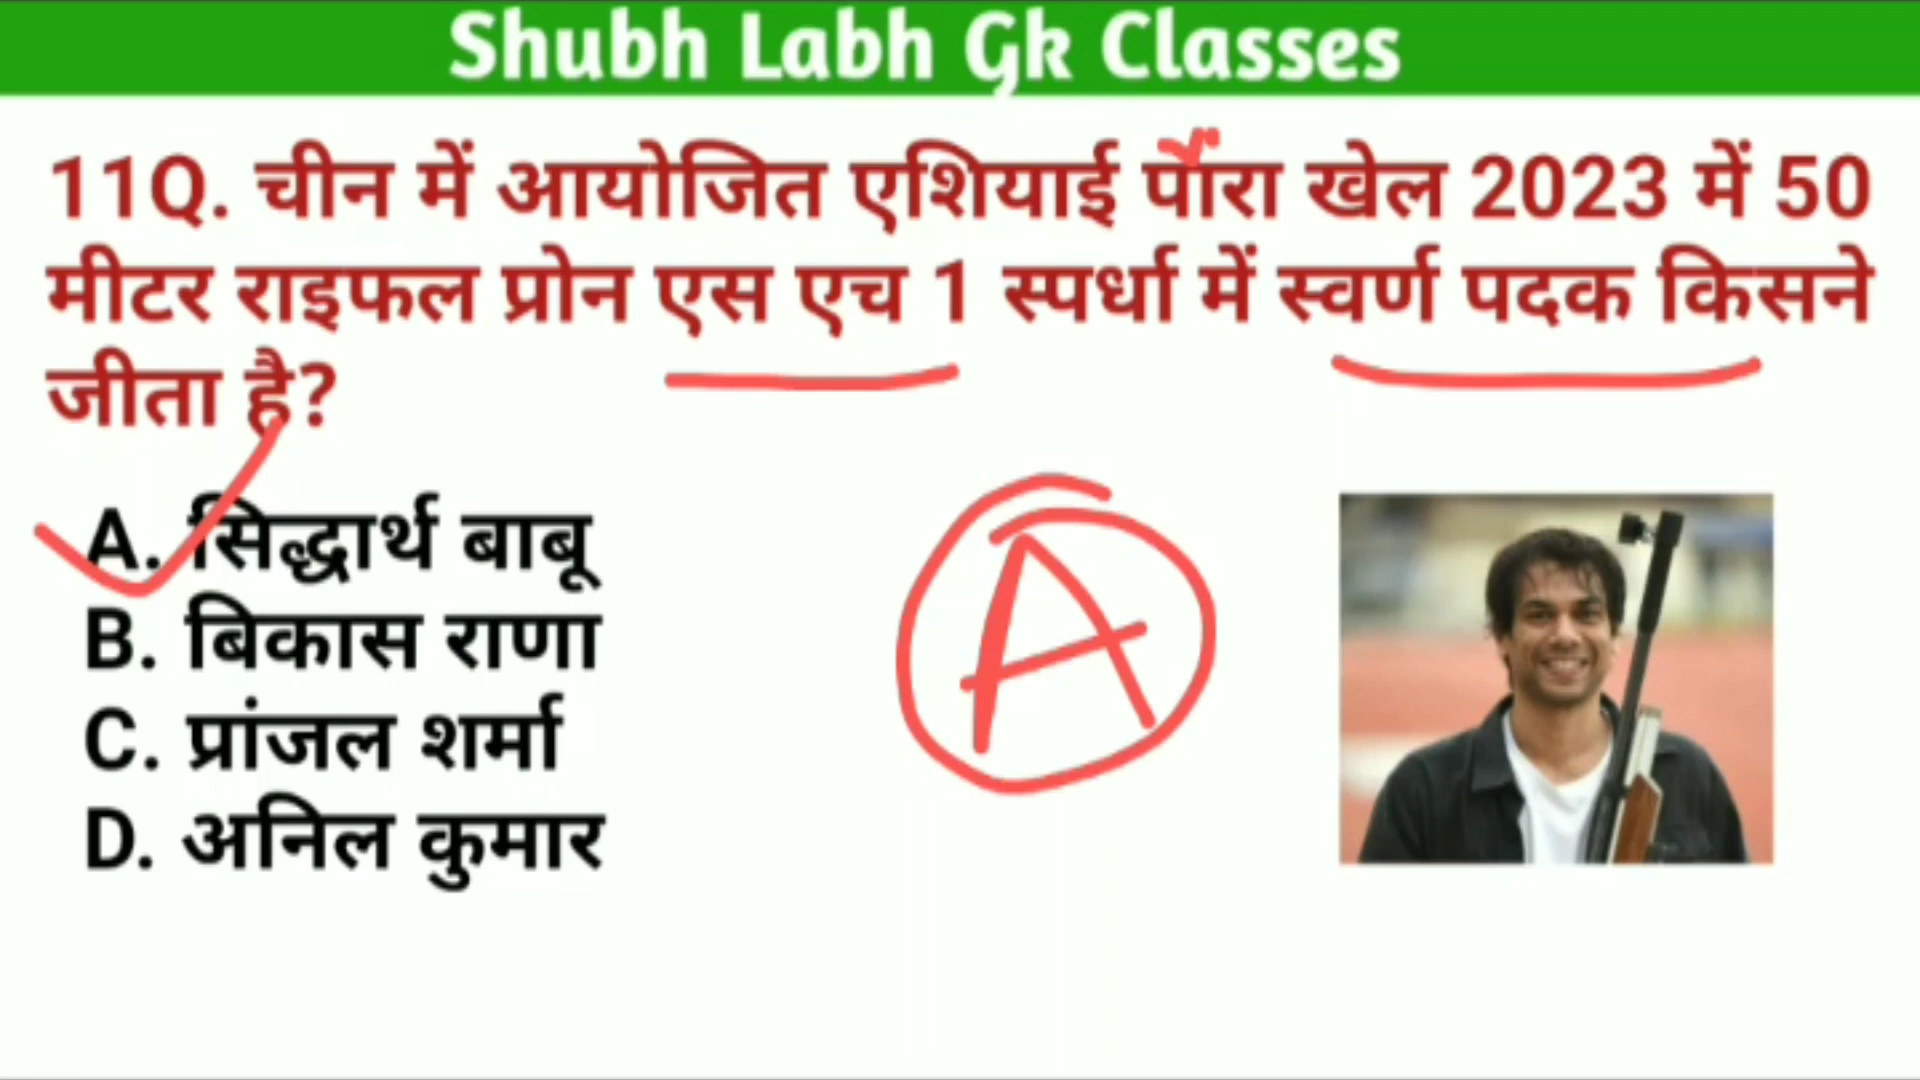 Shubh Labh Gk Classes
11Q. चीन में आयोजित एशियाई पॉरा खेल 2023 में 50
मीटर राइफल प्रोन एस एच 1 स्पर्धा में स्वर्ण पदक किसने
जीता है?
A. सिद्धार्थ बाबू
B. बिकास राणा
C. प्रांजल शर्मा
D. अनिल कुमार
A